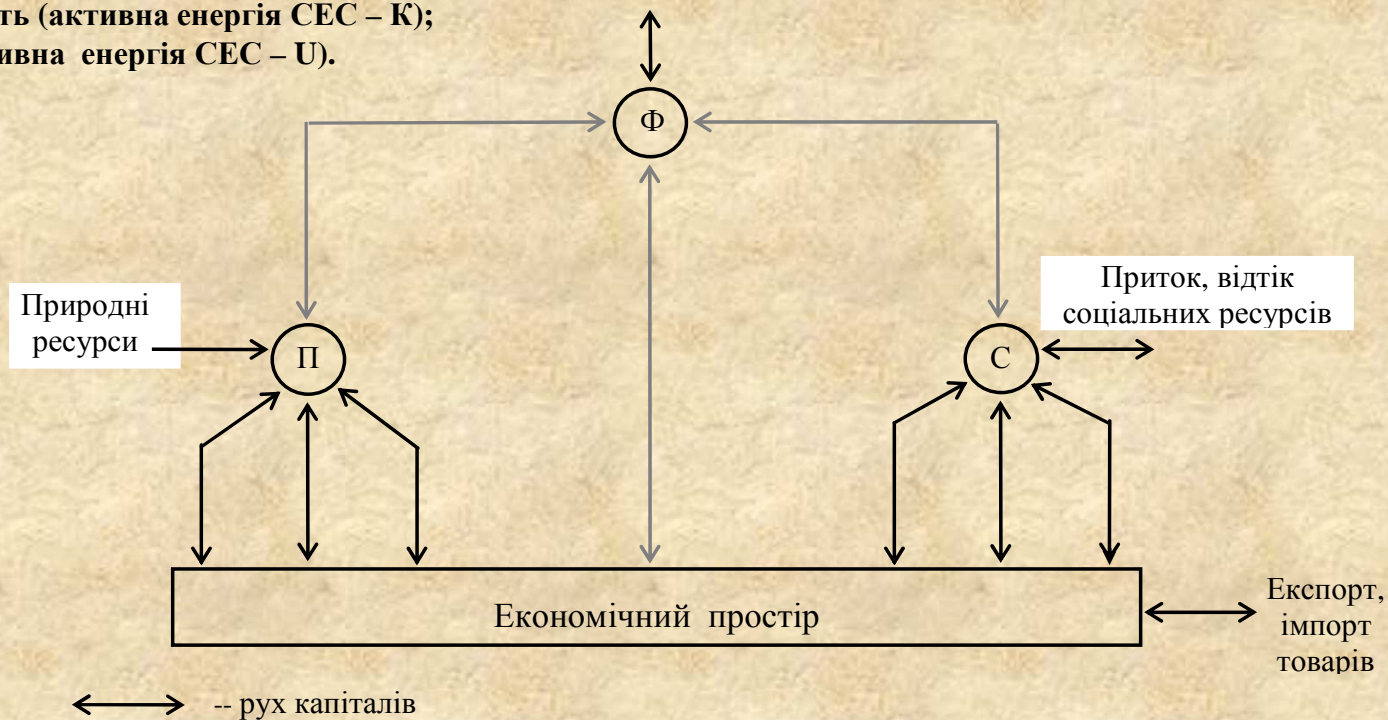 ть (активна енергія СЕС – К);
ивна енергія СЕС – U).
Ф
Природні
ресурси
П
С
Приток, відтік
соціальних ресурсів
Економічний простір
Експорт,
імпорт
товарів
-- рух капіталів